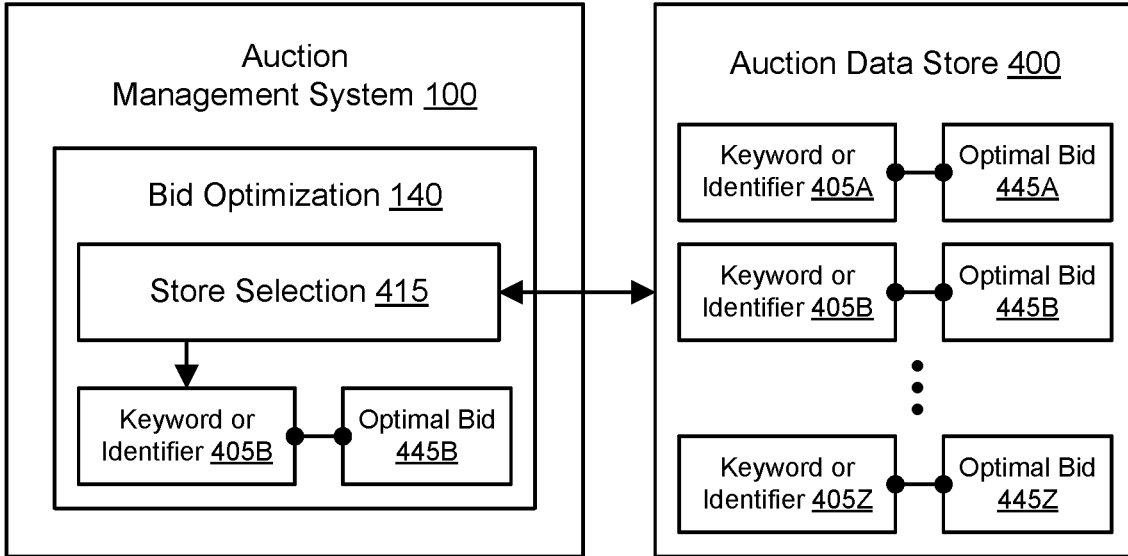 Auction
Management System 100
Bid Optimization 140
Store Selection 415
Keyword or
Identifier 405B
Optimal Bid
445B
Auction Data Store 400
Keyword or
Identifier 405A
Optimal Bid
445A
Keyword or
Identifier 405B
Optimal Bid
445B
Keyword or
Identifier 405Z
Optimal Bid
445Z